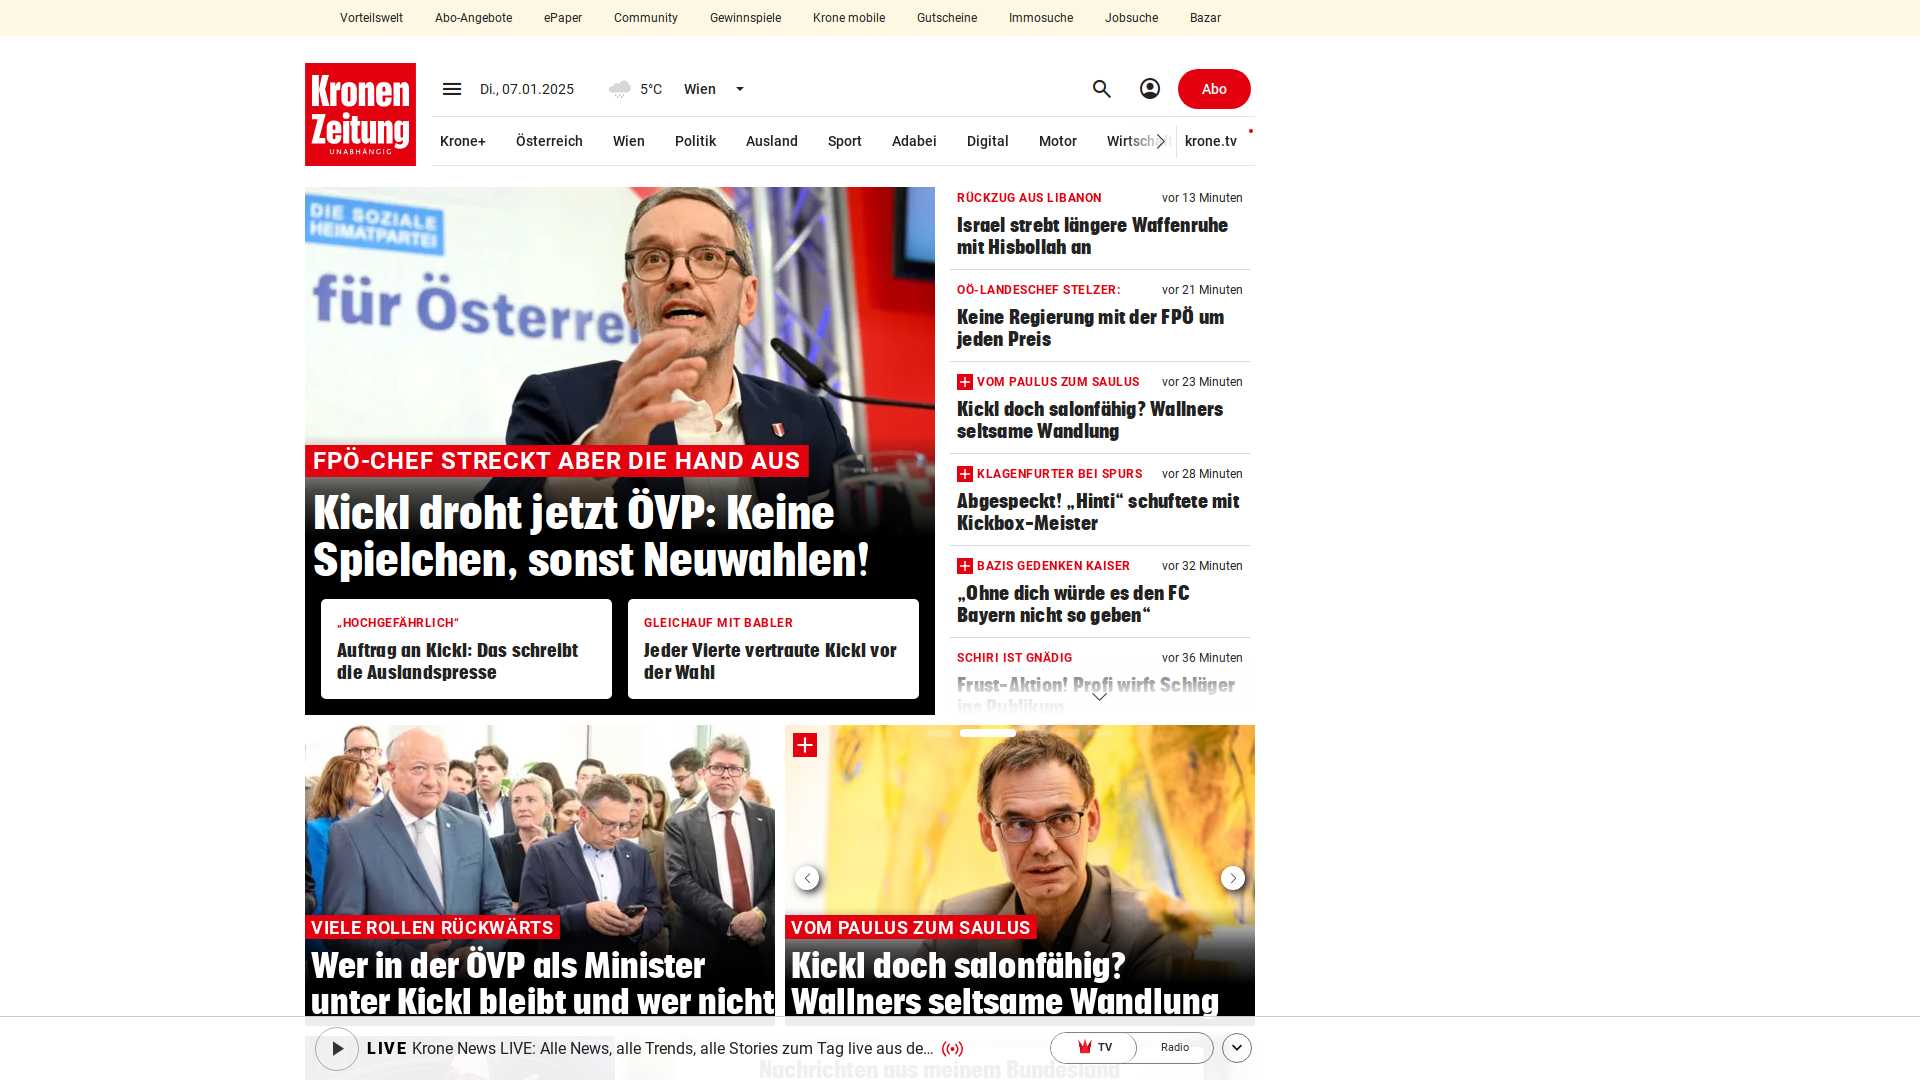 Vorteilswelt Abo-Angebote ePaper Community Gewinnspiele Krone mobile Gutscheine Immosuche Jobsuche Bazar
Kronen
Zeitung
UNABHÄNGIG
Di., 07.01.2025 5°C Wien
Abo
Krone+ Österreich Wien Politik Ausland Sport Adabei Digital Motor Wirtschaft krone.tv
DIE SOZIALE
HEIMATPARTEI
für Österrei
FPÖ-CHEF STRECKT ABER DIE HAND AUS
Kickl droht jetzt ÖVP: Keine
Spielchen, sonst Neuwahlen!
„HOCHGEFÄHRLICH“
Auftrag an Kickl: Das schreibt
die Auslandspresse
GLEICHAUF MIT BABLER
Jeder Vierte vertraute Kickl vor
der Wahl
RÜCKZUG AUS LIBANON vor 13 Minuten
Israel strebt längere Waffenruhe
mit Hisbollah an
OÖ-LANDESCHEF STELZER: vor 21 Minuten
Keine Regierung mit der FPÖ um
jeden Preis
VOM PAULUS ZUM SAULUS vor 23 Minuten
Kickl doch salonfähig? Wallners
seltsame Wandlung
KLAGENFURTER BEI SPURS vor 28 Minuten
Abgespeckt! „Hinti“ schuftete mit
Kickbox-Meister
BAZIS GEDENKEN KAISER vor 32 Minuten
„Ohne dich würde es den FC
Bayern nicht so geben“
SCHIRI IST GNÄDIG vor 36 Minuten
Frust-Aktion! Profi wirft Schläger
ins Publikum
VIELE ROLLEN RÜCKWÄRTS
Wer in der ÖVP als Minister
unter Kickl bleibt und wer nicht
VOM PAULUS ZUM SAULUS
Kickl doch salonfähig?
Wallners seltsame Wandlung
LIVE Krone News LIVE: Alle News, alle Trends, alle Stories zum Tag live aus de...
TV Radio
Nachrichten aus meinem Bundesland